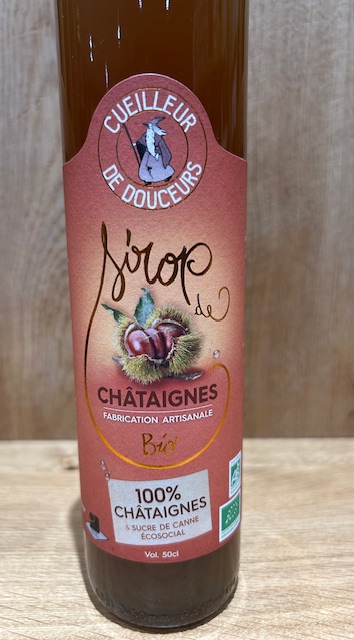 CUEILLEUR
DE DOUCEURS
Sirop
de
CHÂTAIGNES
FABRICATION ARTISANALE
Bio
100%
CHÂTAIGNES
& SUCRE DE CANNE
ÉCOSOCIAL
Vol. 50cl